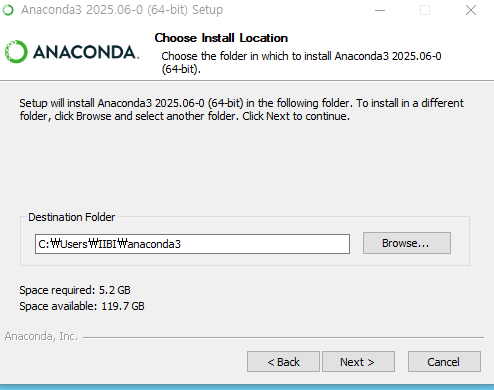 Anaconda3 2025.06-0 (64-bit) Setup
ANACONDA.
Choose Install Location
Choose the folder in which to install Anaconda3 2025.06-0
(64-bit).
Setup will install Anaconda3 2025.06-0 (64-bit) in the following folder. To install in a different
folder, click Browse and select another folder. Click Next to continue.
Destination Folder
C:₩Users₩IIBI₩anaconda3
Browse...
Space required: 5.2 GB
Space available: 119.7 GB
Anaconda, Inc.
< Back
Next >
Cancel